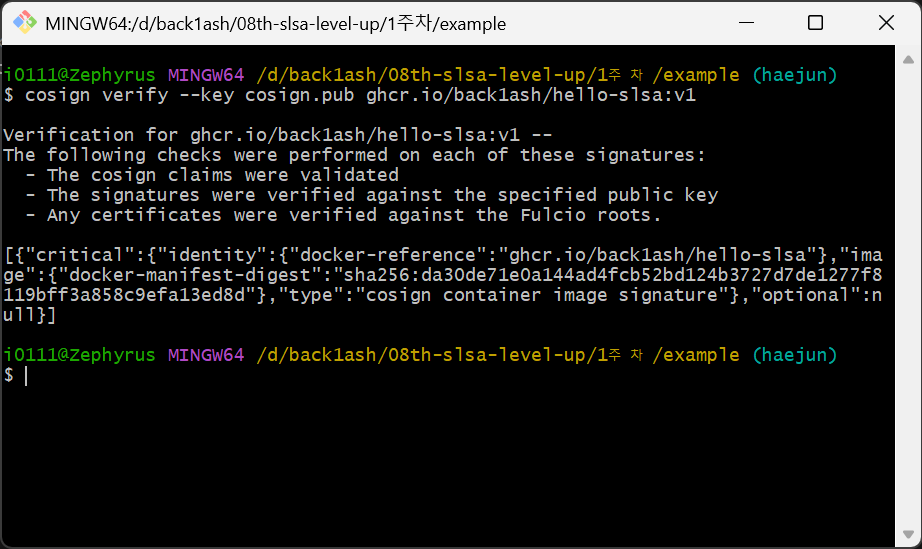 MINGW64:/d/back1ash/08th-slsa-level-up/1주차/example
i0111@Zephyrus MINGW64 /d/back1ash/08th-slsa-level-up/1주 차 /example (haejun)
$ cosign verify --key cosign.pub ghcr.io/back1ash/hello-slsa:v1
Verification for ghcr.io/back1ash/hello-slsa:v1 --
The following checks were performed on each of these signatures:
  - The cosign claims were validated
  - The signatures were verified against the specified public key
  - Any certificates were verified against the Fulcio roots.
[{"critical":{"identity":{"docker-reference":"ghcr.io/back1ash/hello-slsa"},"ima
ge":{"docker-manifest-digest":"sha256:da30de71e0a144ad4fcb52bd124b3727d7de1277f8
119bff3a858c9efa13ed8d"},"type":"cosign container image signature"},"optional":n
ull}]
i0111@Zephyrus MINGW64 /d/back1ash/08th-slsa-level-up/1주 차 /example (haejun)
$